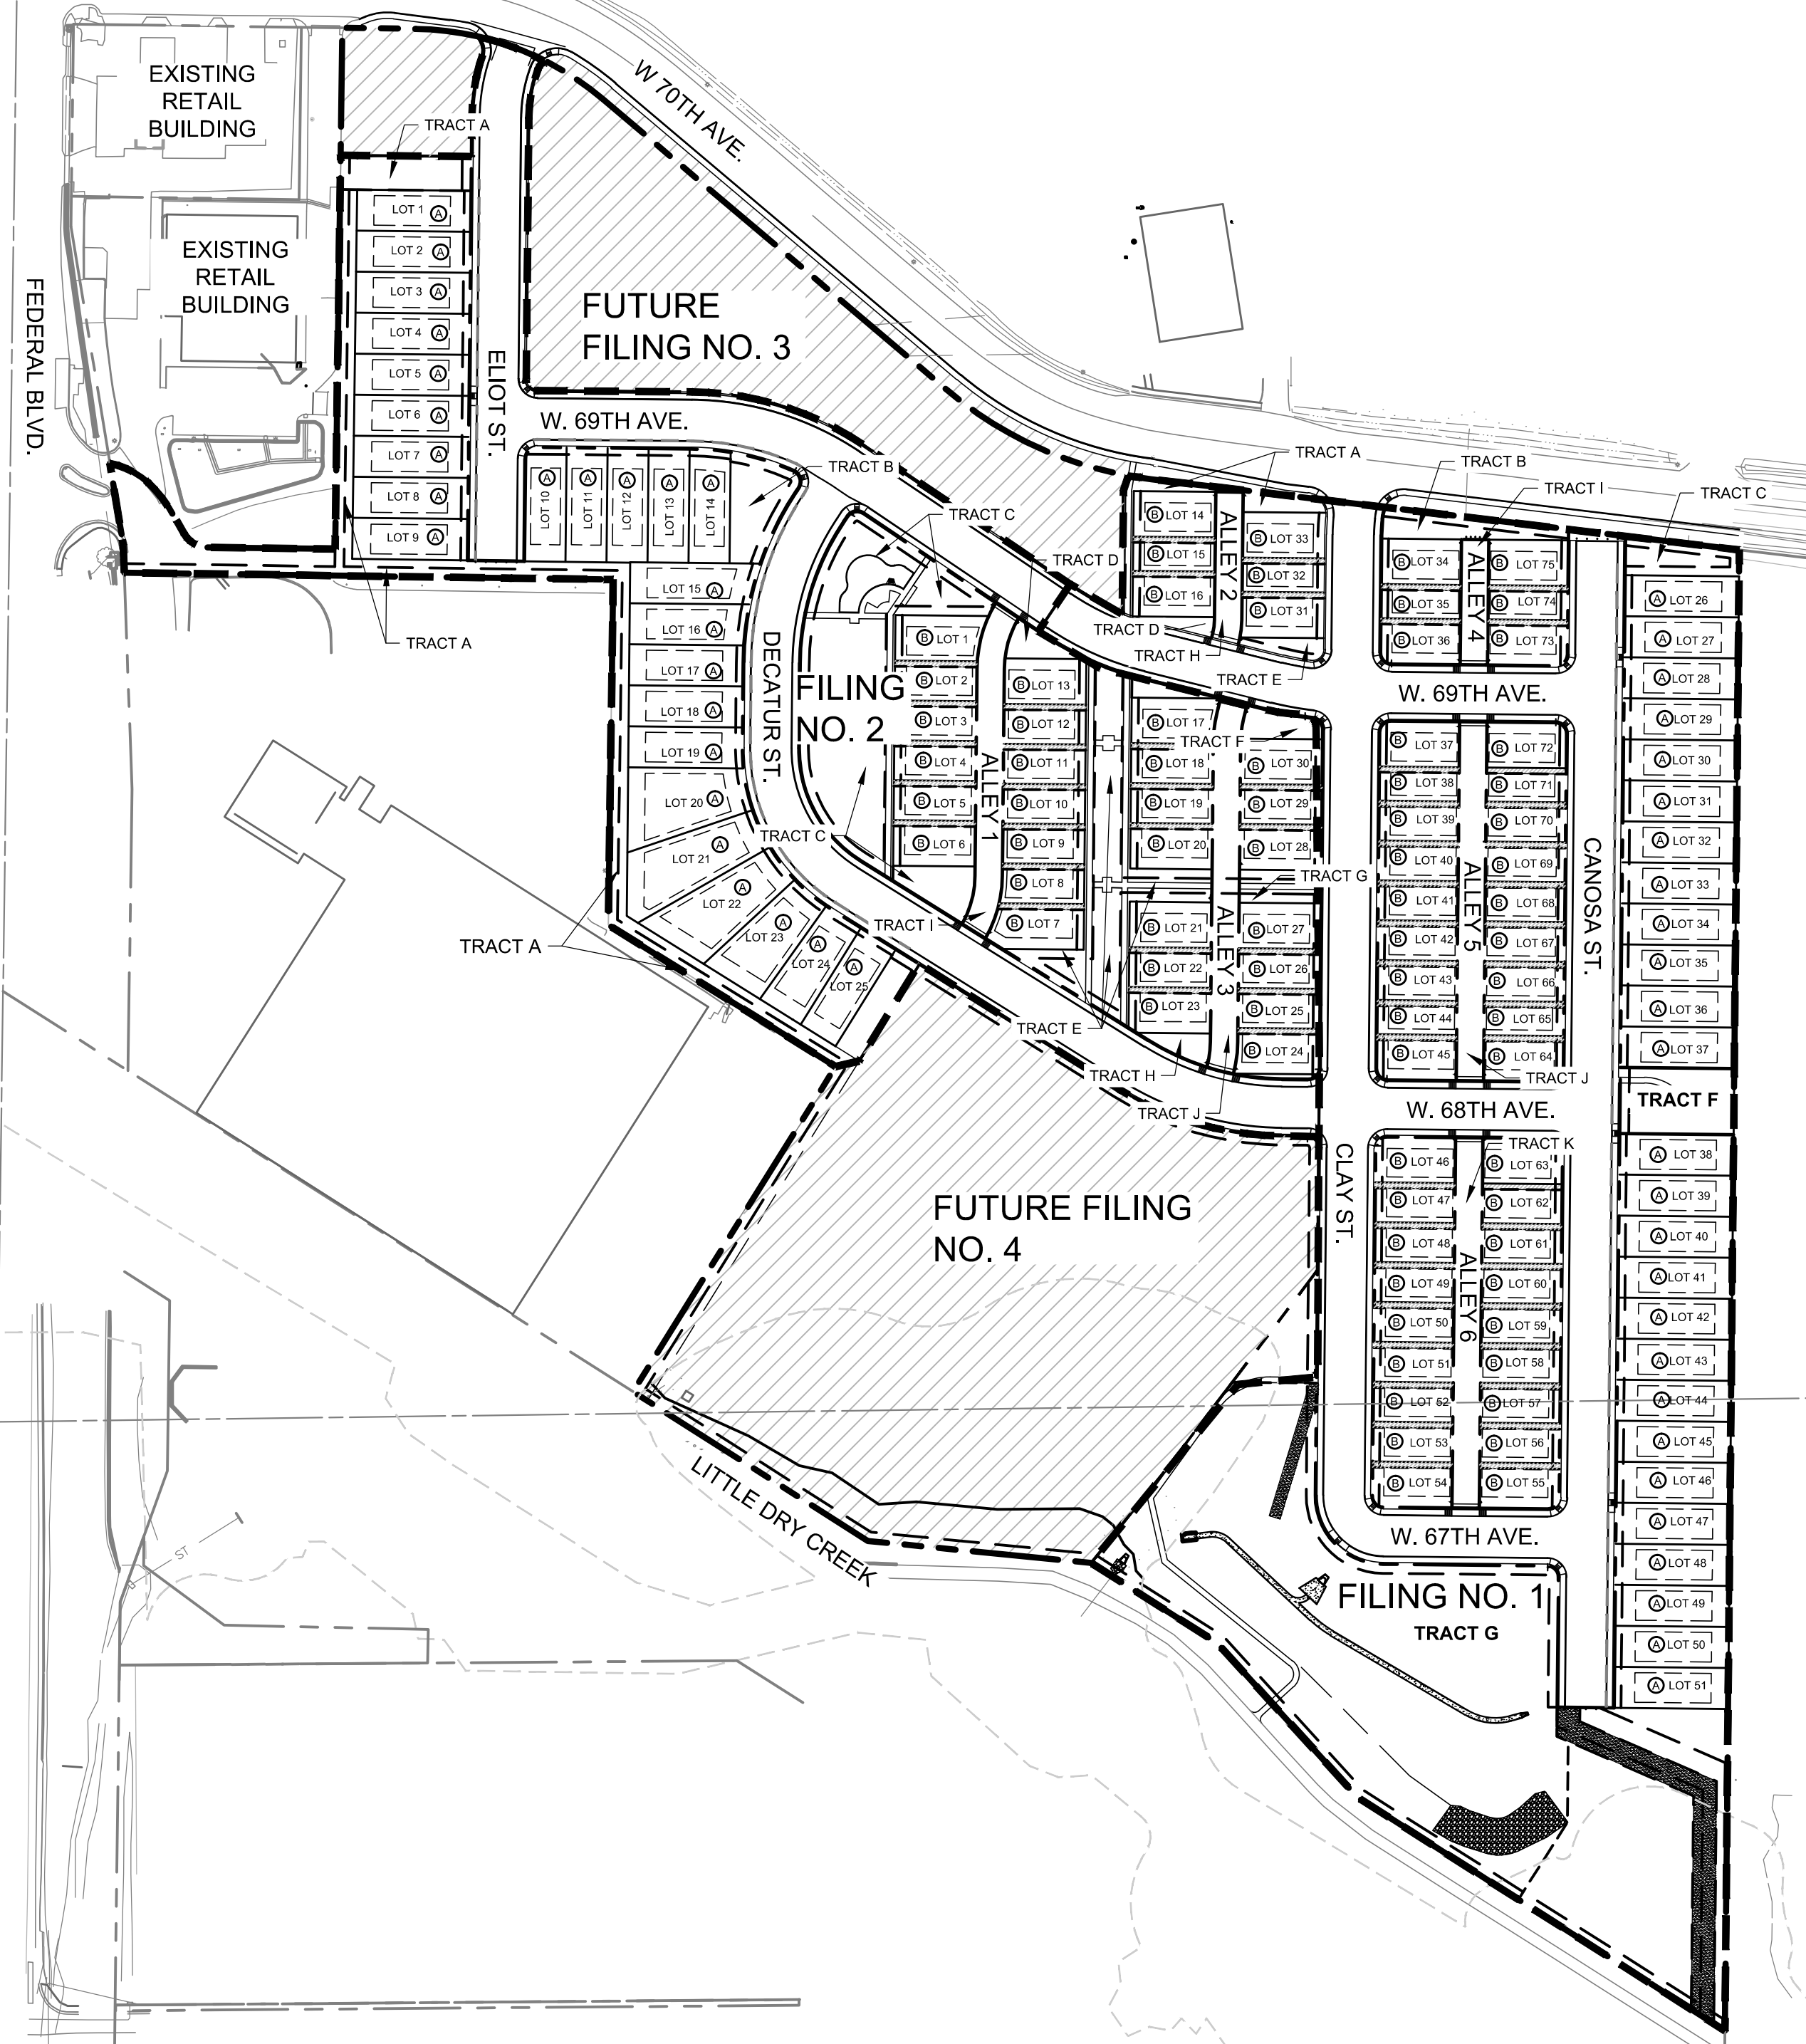 EXISTING
RETAIL
BUILDING
EXISTING
RETAIL
BUILDING
FEDERAL BLVD.
W 70TH AVE.
TRACT A
LOT 1 A
LOT 2 A
LOT 3 A
LOT 4 A
LOT 5 A
LOT 6 A
LOT 7 A
LOT 8 A
LOT 9 A
ELIOT ST.
FUTURE
FILING NO. 3
W. 69TH AVE.
A LOT 10
A LOT 11
A LOT 12
A LOT 13
A LOT 14
TRACT B
TRACT C
TRACT D
TRACT A
LOT 15 A
LOT 16 A
LOT 17 A
LOT 18 A
LOT 19 A
LOT 20 A
LOT 21 A
LOT 22 A
LOT 23 A
LOT 24 A
LOT 25 A
TRACT A
DECATUR ST.
FILING
NO. 2
TRACT C
TRACT I
B LOT 1
B LOT 2
B LOT 3
B LOT 4
B LOT 5
B LOT 6
ALLEY 1
B LOT 13
B LOT 12
B LOT 11
B LOT 10
B LOT 9
B LOT 8
B LOT 7
TRACT E
TRACT A
B LOT 14
B LOT 15
B LOT 16
ALLEY 2
B LOT 33
B LOT 32
B LOT 31
TRACT D
TRACT H
TRACT E
B LOT 17
TRACT F
B LOT 18
B LOT 19
B LOT 20
B LOT 30
B LOT 29
B LOT 28
TRACT G
B LOT 21
B LOT 22
B LOT 23
ALLEY 3
B LOT 27
B LOT 26
B LOT 25
B LOT 24
TRACT H
TRACT J
TRACT B
TRACT I
TRACT C
B LOT 34
B LOT 35
B LOT 36
ALLEY 4
B LOT 75
B LOT 74
B LOT 73
W. 69TH AVE.
B LOT 37
B LOT 38
B LOT 39
B LOT 40
B LOT 41
B LOT 42
B LOT 43
B LOT 44
B LOT 45
ALLEY 5
B LOT 72
B LOT 71
B LOT 70
B LOT 69
B LOT 68
B LOT 67
B LOT 66
B LOT 65
B LOT 64
TRACT J
W. 68TH AVE.
TRACT K
CLAY ST.
B LOT 46
B LOT 47
B LOT 48
B LOT 49
B LOT 50
B LOT 51
B LOT 52
B LOT 53
B LOT 54
ALLEY 6
B LOT 63
B LOT 62
B LOT 61
B LOT 60
B LOT 59
B LOT 58
B LOT 57
B LOT 56
B LOT 55
W. 67TH AVE.
CANOSA ST.
A LOT 26
A LOT 27
A LOT 28
A LOT 29
A LOT 30
A LOT 31
A LOT 32
A LOT 33
A LOT 34
A LOT 35
A LOT 36
A LOT 37
TRACT F
A LOT 38
A LOT 39
A LOT 40
A LOT 41
A LOT 42
A LOT 43
A LOT 44
A LOT 45
A LOT 46
A LOT 47
A LOT 48
A LOT 49
A LOT 50
A LOT 51
FUTURE FILING
NO. 4
LITTLE DRY CREEK
FILING NO. 1
TRACT G
ST